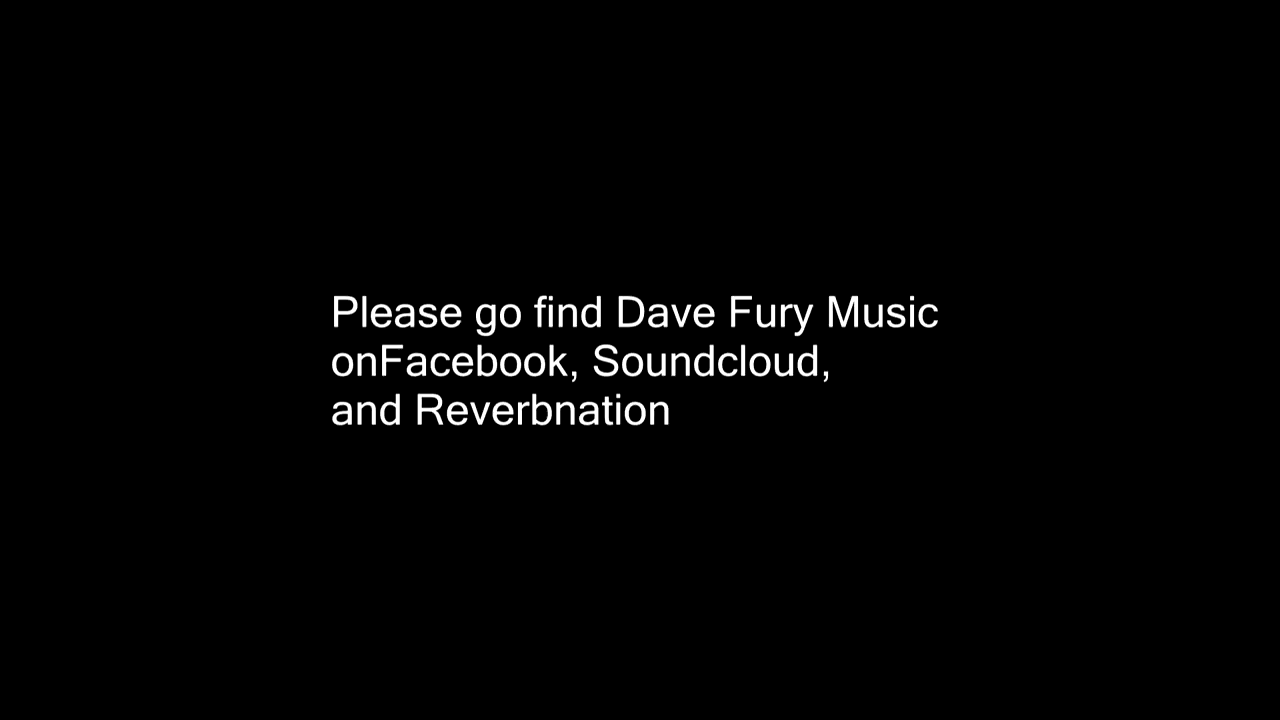 Please go find Dave Fury Music
onFacebook, Soundcloud,
and Reverbnation